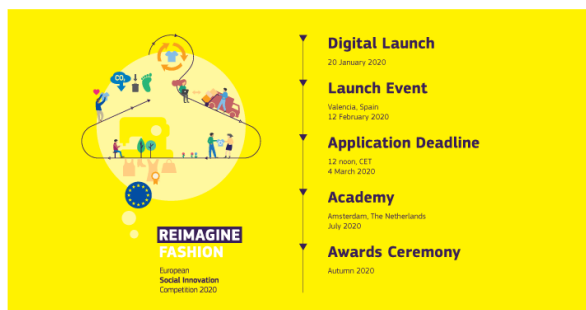 CO₂
REIMAGINE
FASHION
European
Social Innovation
Competition 2020
Digital Launch
20 January 2020
Launch Event
Valencia, Spain
12 February 2020
Application Deadline
12 noon, CET
4 March 2020
Academy
Amsterdam, The Netherlands
July 2020
Awards Ceremony
Autumn 2020